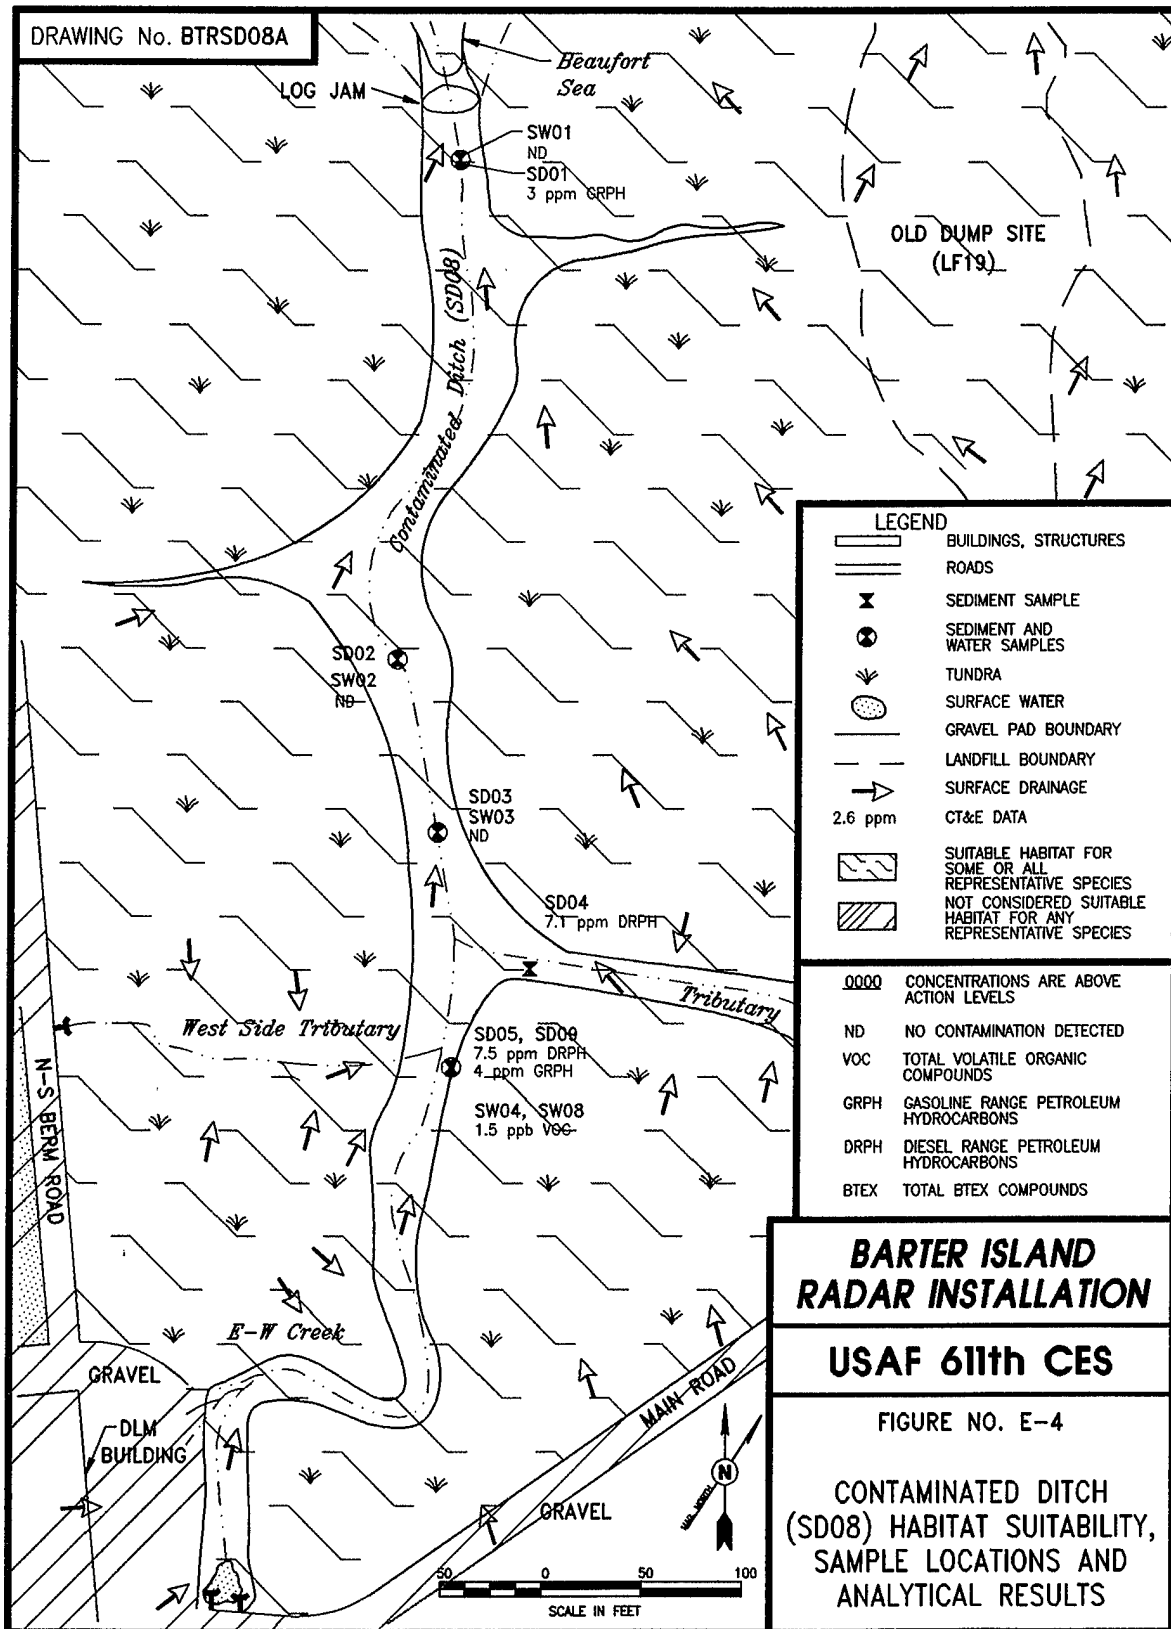 DRAWING No. BTRSD08A
Beaufort
Sea
LOG JAM
SW01
ND
SD01
3 ppm GRPH
OLD DUMP SITE
(LF19)
Contaminated Ditch (SD08)
SD02
SW02
ND
SD03
SW03
ND
SD04
7.1 ppm DRPH
Tributary
West Side Tributary
SD05, SD09
7.5 ppm DRPH
4 ppm GRPH
SW04, SW08
1.5 ppb VOC
N-S BERM ROAD
E-W Creek
GRAVEL
DLM
BUILDING
MAIN ROAD
GRAVEL
N
50 0 50 100
SCALE IN FEET
LEGEND
BUILDINGS, STRUCTURES
ROADS
SEDIMENT SAMPLE
SEDIMENT AND
WATER SAMPLES
TUNDRA
SURFACE WATER
GRAVEL PAD BOUNDARY
LANDFILL BOUNDARY
SURFACE DRAINAGE
2.6 ppm CT&E DATA
SUITABLE HABITAT FOR
SOME OR ALL
REPRESENTATIVE SPECIES
NOT CONSIDERED SUITABLE
HABITAT FOR ANY
REPRESENTATIVE SPECIES
0000 CONCENTRATIONS ARE ABOVE
ACTION LEVELS
ND NO CONTAMINATION DETECTED
VOC TOTAL VOLATILE ORGANIC
COMPOUNDS
GRPH GASOLINE RANGE PETROLEUM
HYDROCARBONS
DRPH DIESEL RANGE PETROLEUM
HYDROCARBONS
BTEX TOTAL BTEX COMPOUNDS
BARTER ISLAND
RADAR INSTALLATION
USAF 611th CES
FIGURE NO. E-4
CONTAMINATED DITCH
(SD08) HABITAT SUITABILITY,
SAMPLE LOCATIONS AND
ANALYTICAL RESULTS